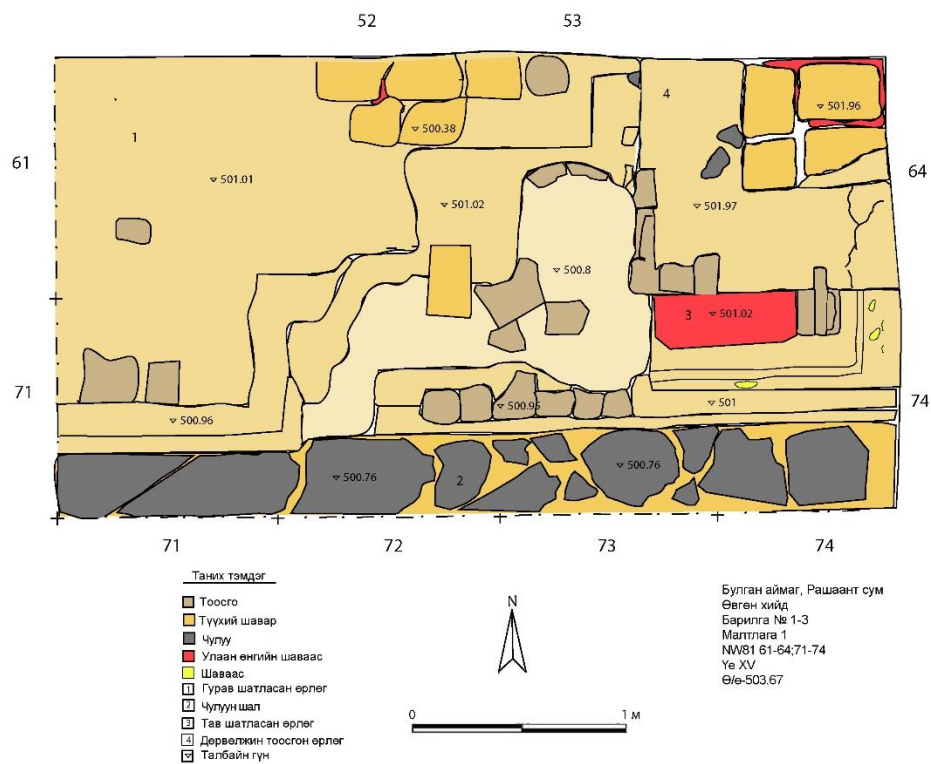 52
53
1
4
501.96
500.38
61
64
501.01
501.02
501.97
500.8
3
501.02
71
74
500.95
501
500.96
500.76
2
500.76
71
72
73
74
Таних тэмдэг
Тоосго
Түүхий шавар
Чулуу
Улаан өнгийн шаваас
Шаваас
1 Гурав шатласан өрлөг
2 Чулуун шал
3 Тав шатласан өрлөг
4 Дөрвөлжин тоосгон өрлөг
Талбайн гүн
N
0
1 м
Булган аймаг, Рашаант сум
Өвгөн хийд
Барилга № 1-3
Малтлага 1
NW81 61-64;71-74
Үе XV
Ө/ө-503.67